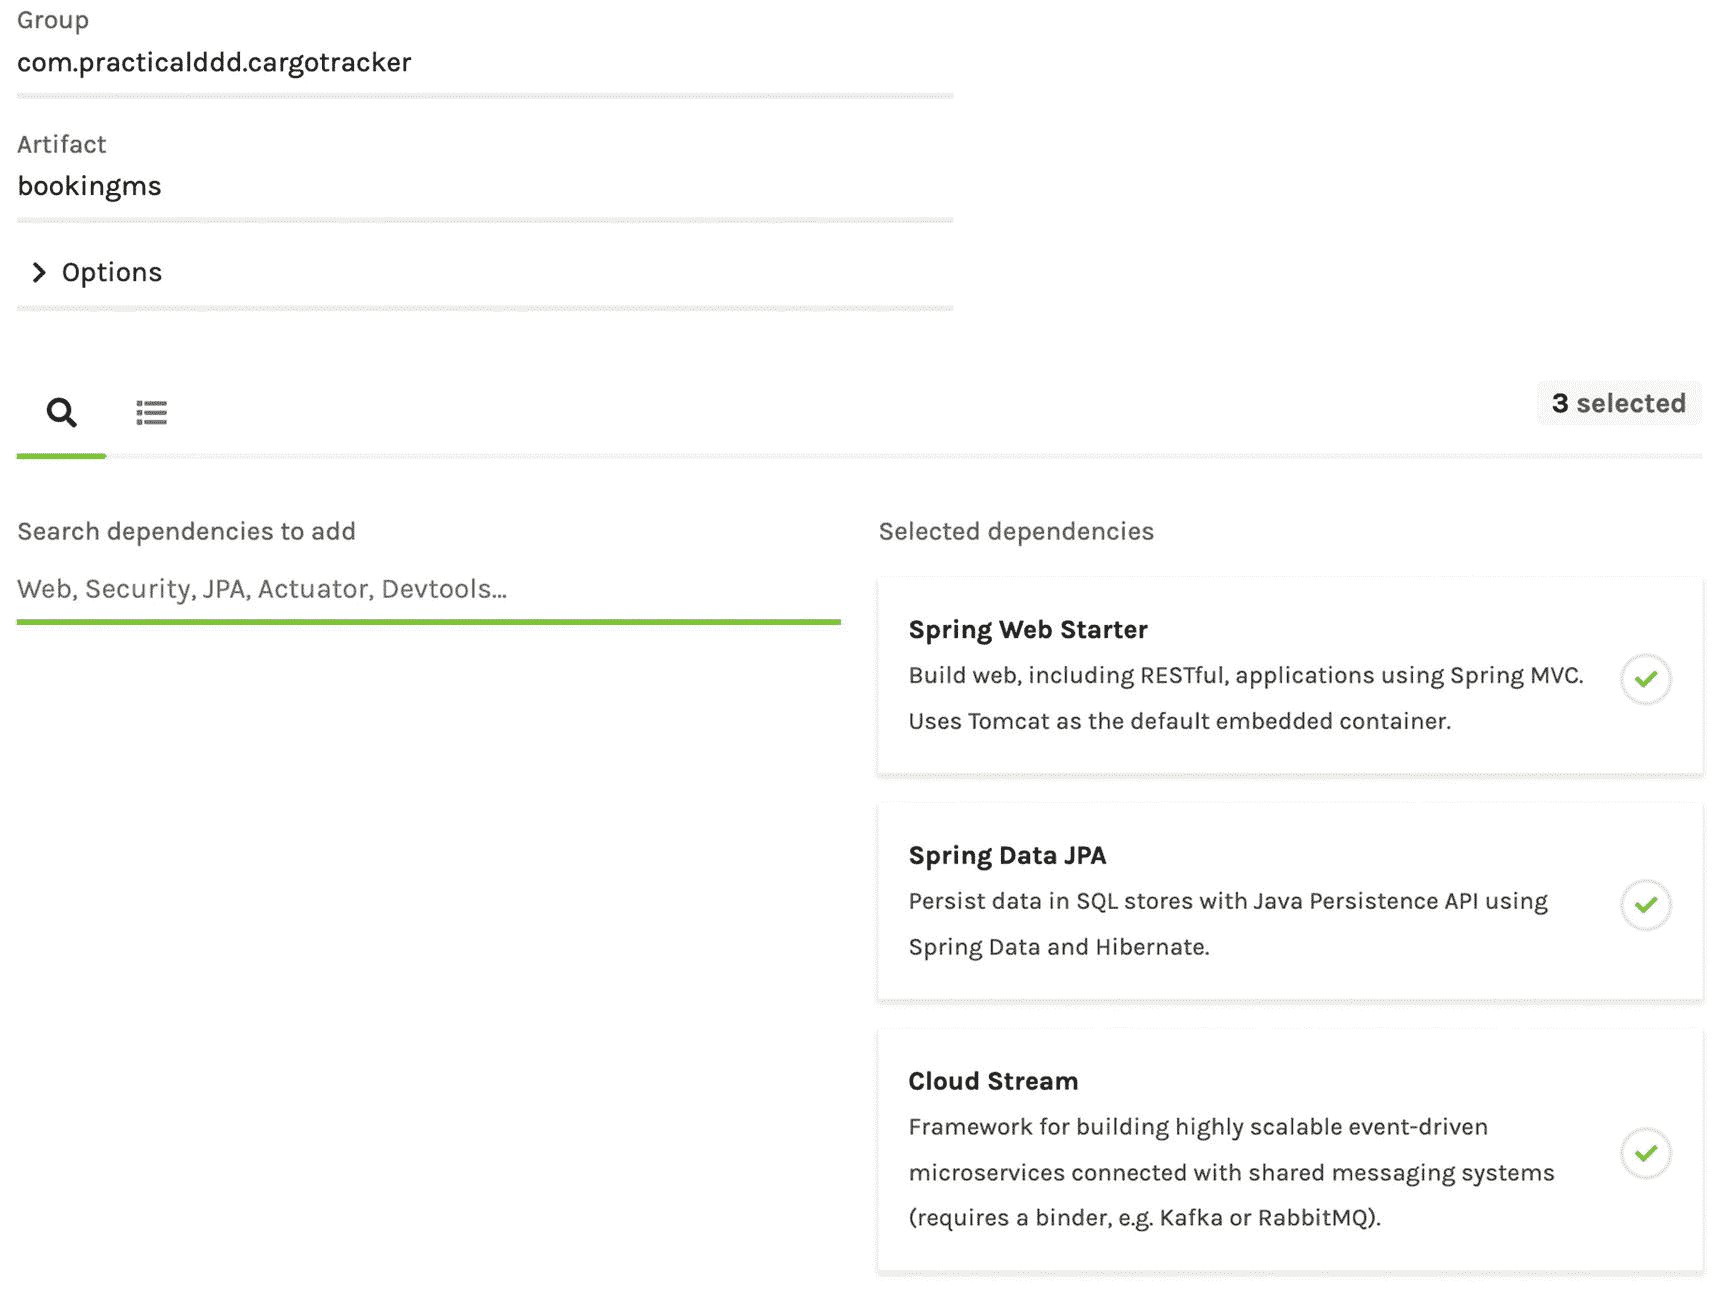 Group
com.practicalddd.cargotracker
Artifact
bookingms
Options
3 selected
Search dependencies to add
Web, Security, JPA, Actuator, Devtools...
Selected dependencies
Spring Web Starter
Build web, including RESTful, applications using Spring MVC.
Uses Tomcat as the default embedded container.
Spring Data JPA
Persist data in SQL stores with Java Persistence API using
Spring Data and Hibernate.
Cloud Stream
Framework for building highly scalable event-driven
microservices connected with shared messaging systems
(requires a binder, e.g. Kafka or RabbitMQ).